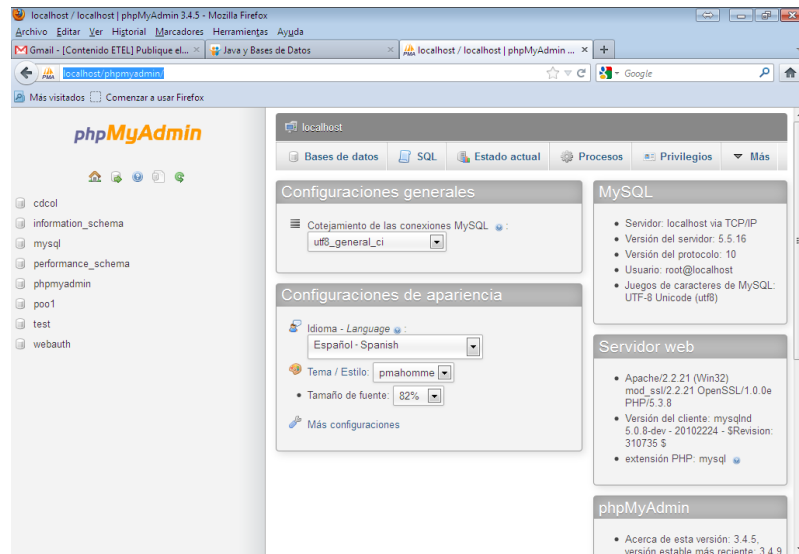 localhost / localhost | phpMyAdmin 3.4.5 - Mozilla Firefox
Archivo Editar Ver Historial Marcadores Herramientas Ayuda
Gmail - [Contenido ETEL] Publique el...
Java y Bases de Datos
localhost / localhost | phpMyAdmin ...
localhost/phpmyadmin/
Google
Más visitados
Comenzar a usar Firefox
phpMyAdmin
cdcol
information_schema
mysql
performance_schema
phpmyadmin
poo1
test
webauth
localhost
Bases de datos
SQL
Estado actual
Procesos
Privilegios
Más
Configuraciones generales
Cotejamiento de las conexiones MySQL :
utf8_general_ci
Configuraciones de apariencia
Idioma - Language :
Español - Spanish
Tema / Estilo: pmahomme
• Tamaño de fuente: 82%
Más configuraciones
MySQL
• Servidor: localhost via TCP/IP
• Versión del servidor: 5.5.16
• Versión del protocolo: 10
• Usuario: root@localhost
• Juegos de caracteres de MySQL:
UTF-8 Unicode (utf8)
Servidor web
• Apache/2.2.21 (Win32)
mod_ssl/2.2.21 OpenSSL/1.0.0e
PHP/5.3.8
• Versión del cliente: mysqlnd
5.0.8-dev - 20102224 - $Revision:
310735 $
• extensión PHP: mysql
phpMyAdmin
• Acerca de esta versión: 3.4.5,
versión estable más reciente: 3.4.9